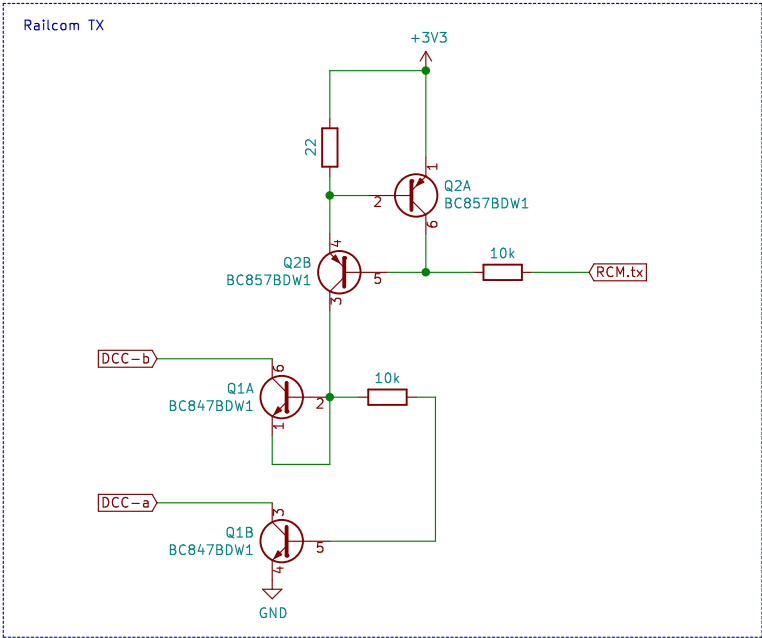 Railcom TX
+3V3
22
1
Q2A
BC857BDW1
2
6
4
Q2B
BC857BDW1
5
3
10k
RCM.tx
DCC-b
6
Q1A
BC847BDW1
2
1
10k
DCC-a
3
Q1B
BC847BDW1
5
4
GND